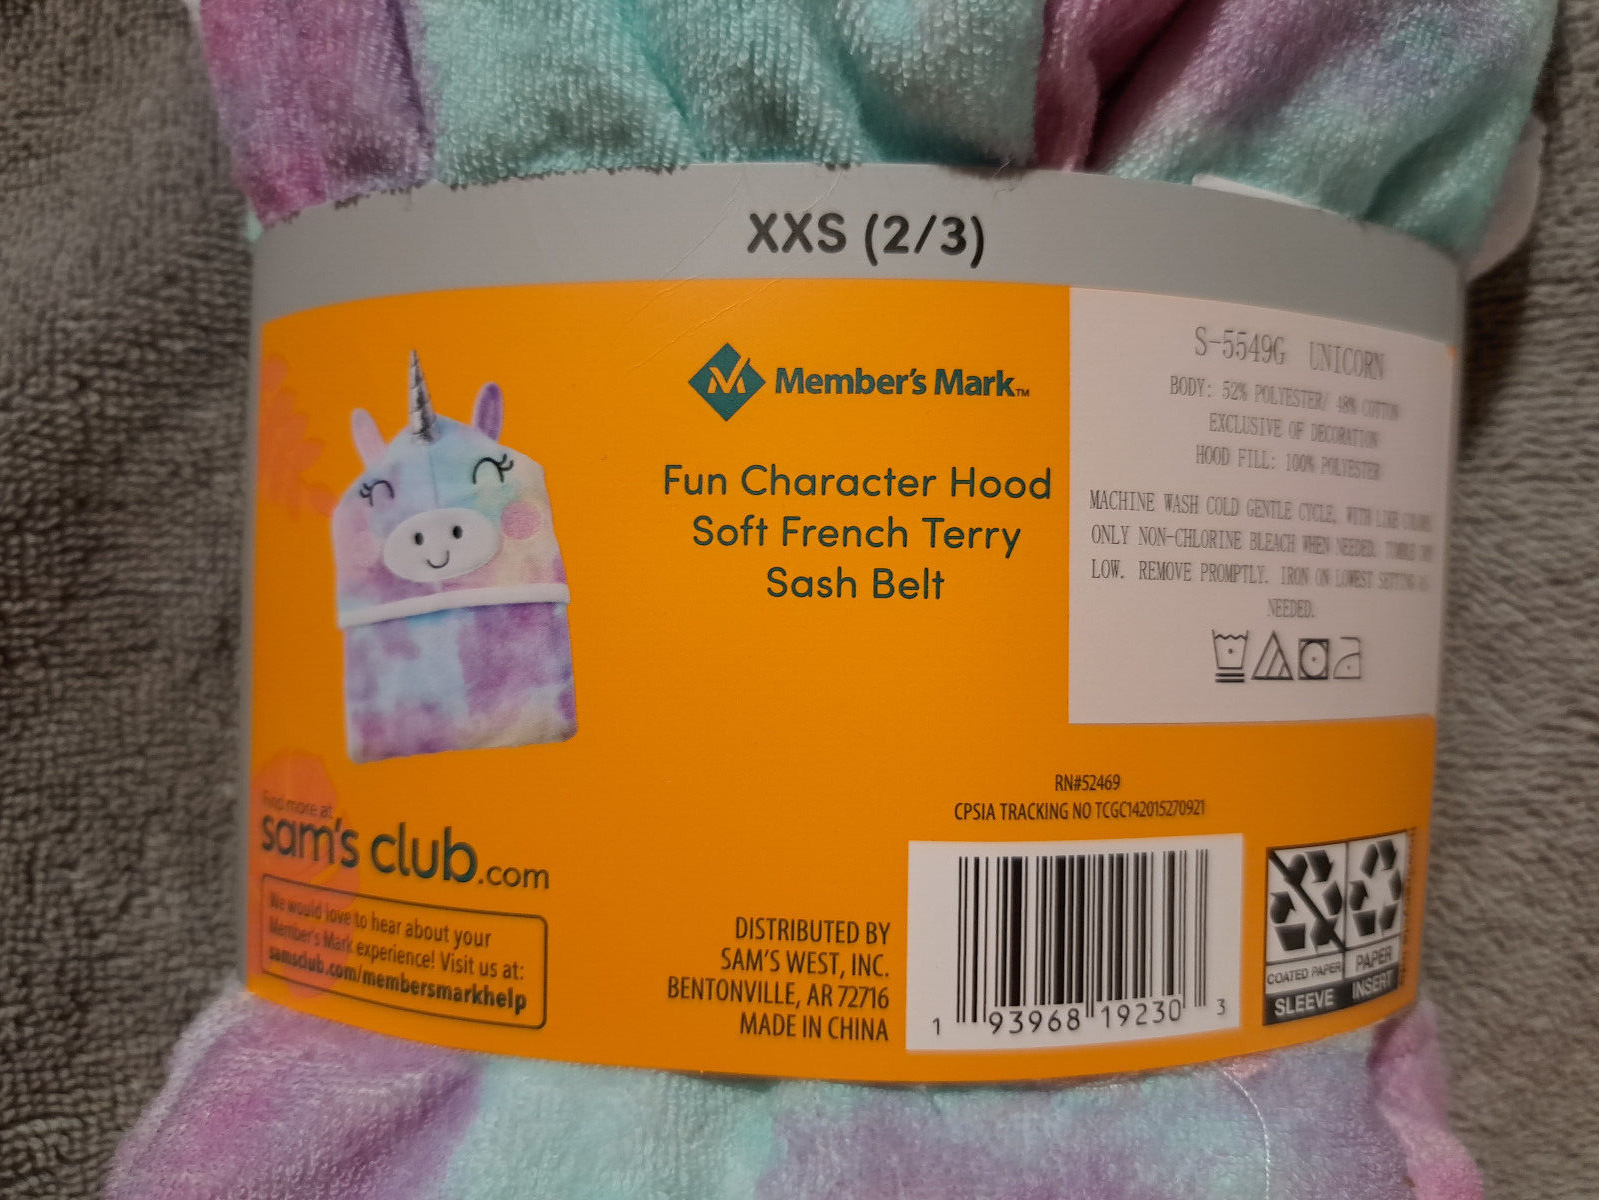 XXS (2/3)
Member's Mark™
Fun Character Hood
Soft French Terry
Sash Belt
S-5549G UNICORN
BODY: 52% POLYESTER/ 48% COTTON
EXCLUSIVE OF DECORATION
HOOD FILL: 100% POLYESTER
MACHINE WASH COLD GENTLE CYCLE, WITH LIKE COLORS
ONLY NON-CHLORINE BLEACH WHEN NEEDED. TUMBLE DRY
LOW. REMOVE PROMPTLY. IRON ON LOWEST SETTING AS
NEEDED.
RN#52469
CPSIA TRACKING NO TCGC142015270921
Find more at
sam's club.com
We would love to hear about your
Member's Mark experience! Visit us at:
samsclub.com/membersmarkhelp
DISTRIBUTED BY
SAM'S WEST, INC.
BENTONVILLE, AR 72716
MADE IN CHINA
1 93968 19230 3
COATED PAPER
SLEEVE
PAPER
INSERT